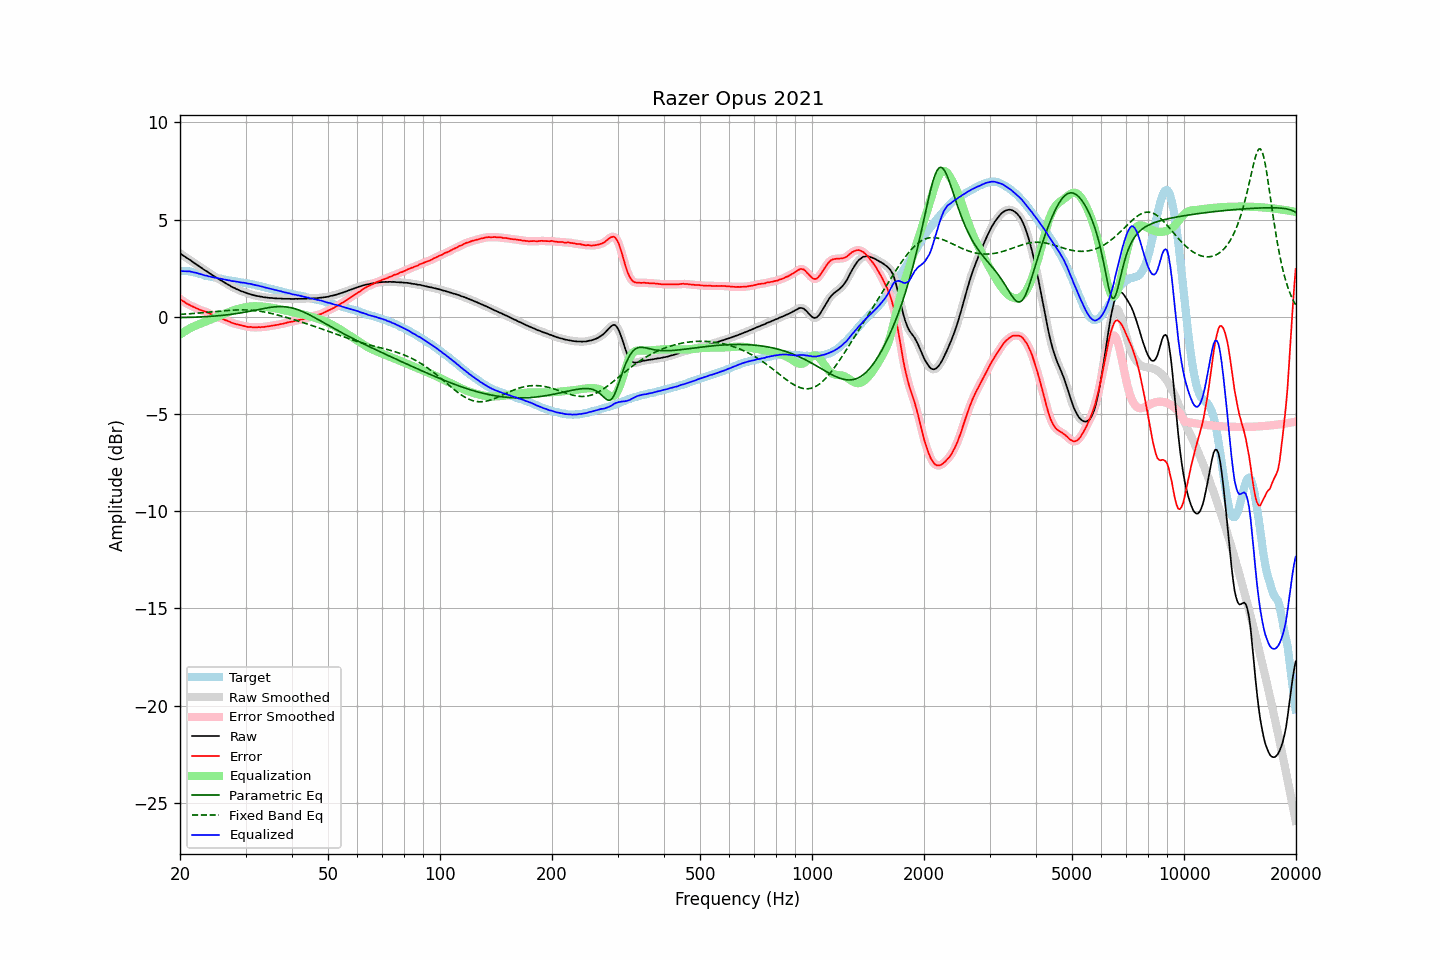 Razer Opus 2021
10
5
0
−5
−10
−15
−20
−25
Amplitude (dBr)
Target
Raw Smoothed
Error Smoothed
Raw
Error
Equalization
Parametric Eq
Fixed Band Eq
Equalized
20 50 100 200 500 1000 2000 5000 10000 20000
Frequency (Hz)